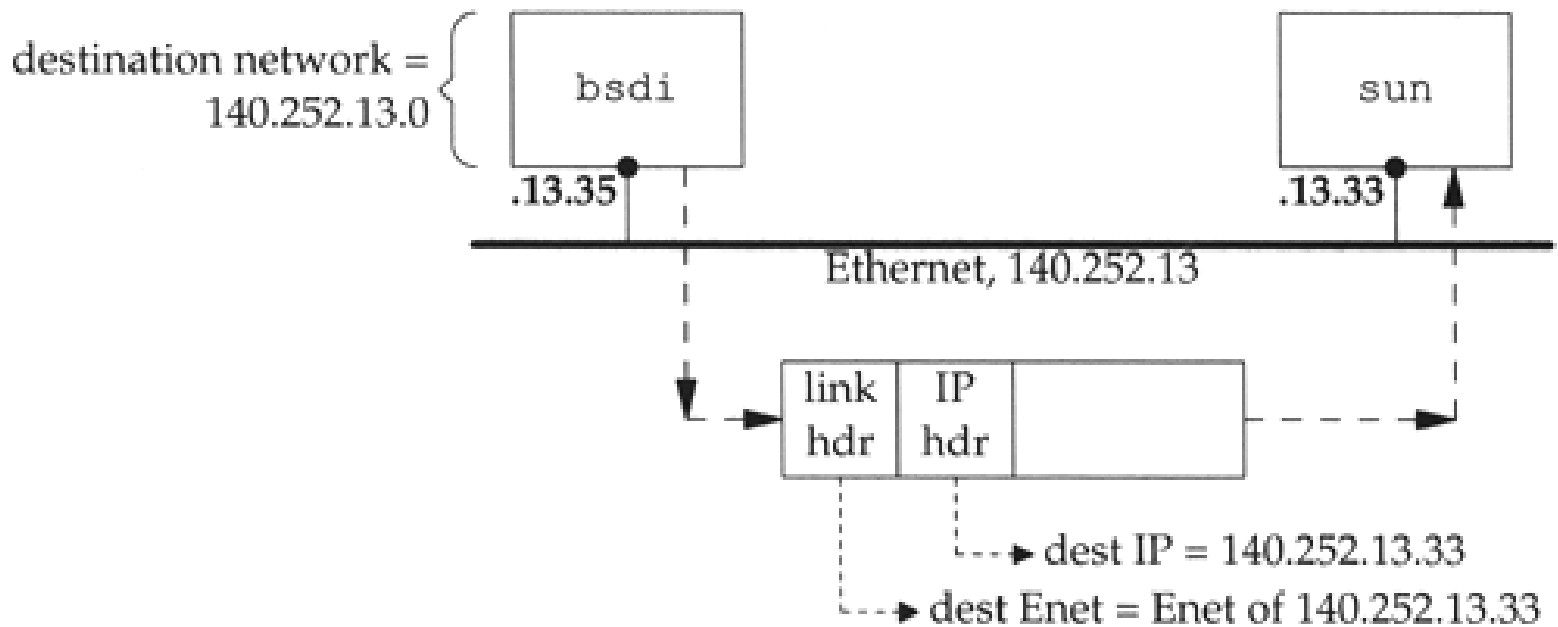 destination network =
140.252.13.0
bsdi
sun
.13.35
.13.33
Ethernet, 140.252.13
link
hdr
IP
hdr
dest IP = 140.252.13.33
dest Enet = Enet of 140.252.13.33